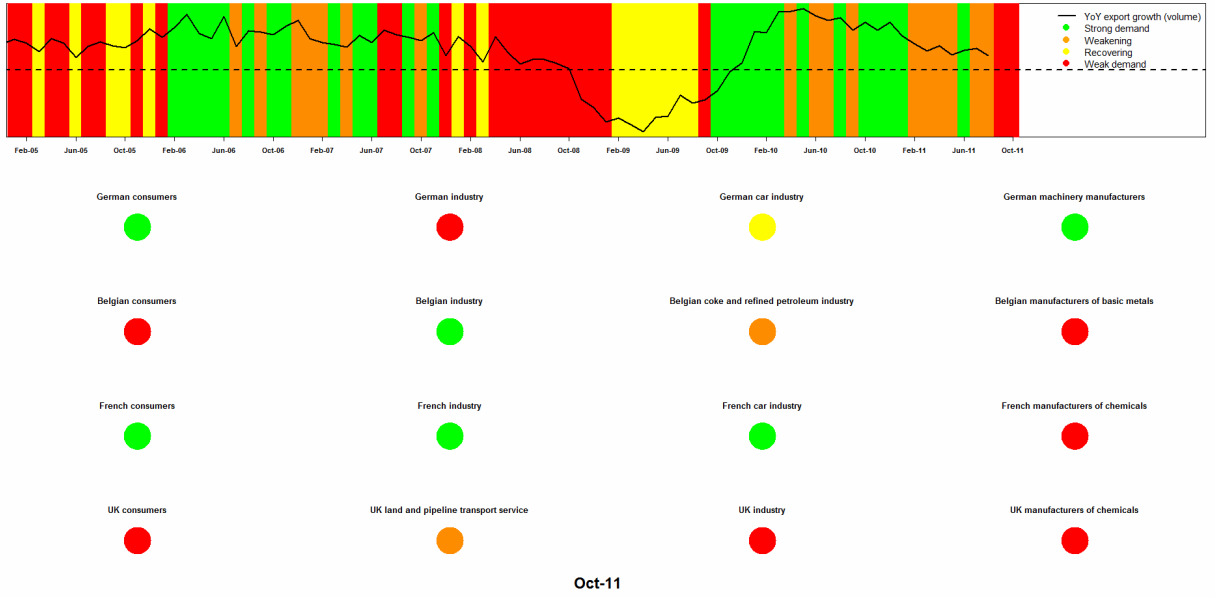 YoY export growth (volume)
Strong demand
Weakening
Recovering
Weak demand
Feb-05 Jun-05 Oct-05 Feb-06 Jun-06 Oct-06 Feb-07 Jun-07 Oct-07 Feb-08 Jun-08 Oct-08 Feb-09 Jun-09 Oct-09 Feb-10 Jun-10 Oct-10 Feb-11 Jun-11 Oct-11
German consumers German industry German car industry German machinery manufacturers
Belgian consumers Belgian industry Belgian coke and refined petroleum industry Belgian manufacturers of basic metals
French consumers French industry French car industry French manufacturers of chemicals
UK consumers UK land and pipeline transport service UK industry UK manufacturers of chemicals
Oct-11